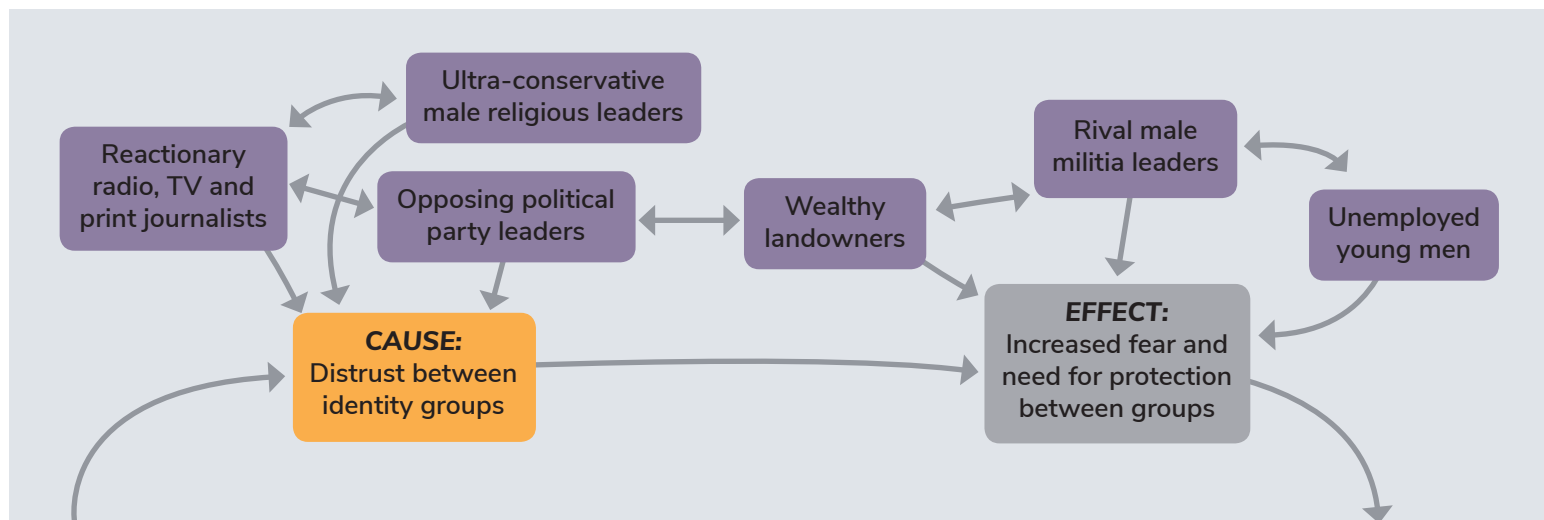 Ultra-conservative
male religious leaders
Reactionary
radio, TV and
print journalists
Opposing political
party leaders
Wealthy
landowners
Rival male
militia leaders
Unemployed
young men
CAUSE:
Distrust between
identity groups
EFFECT:
Increased fear and
need for protection
between groups